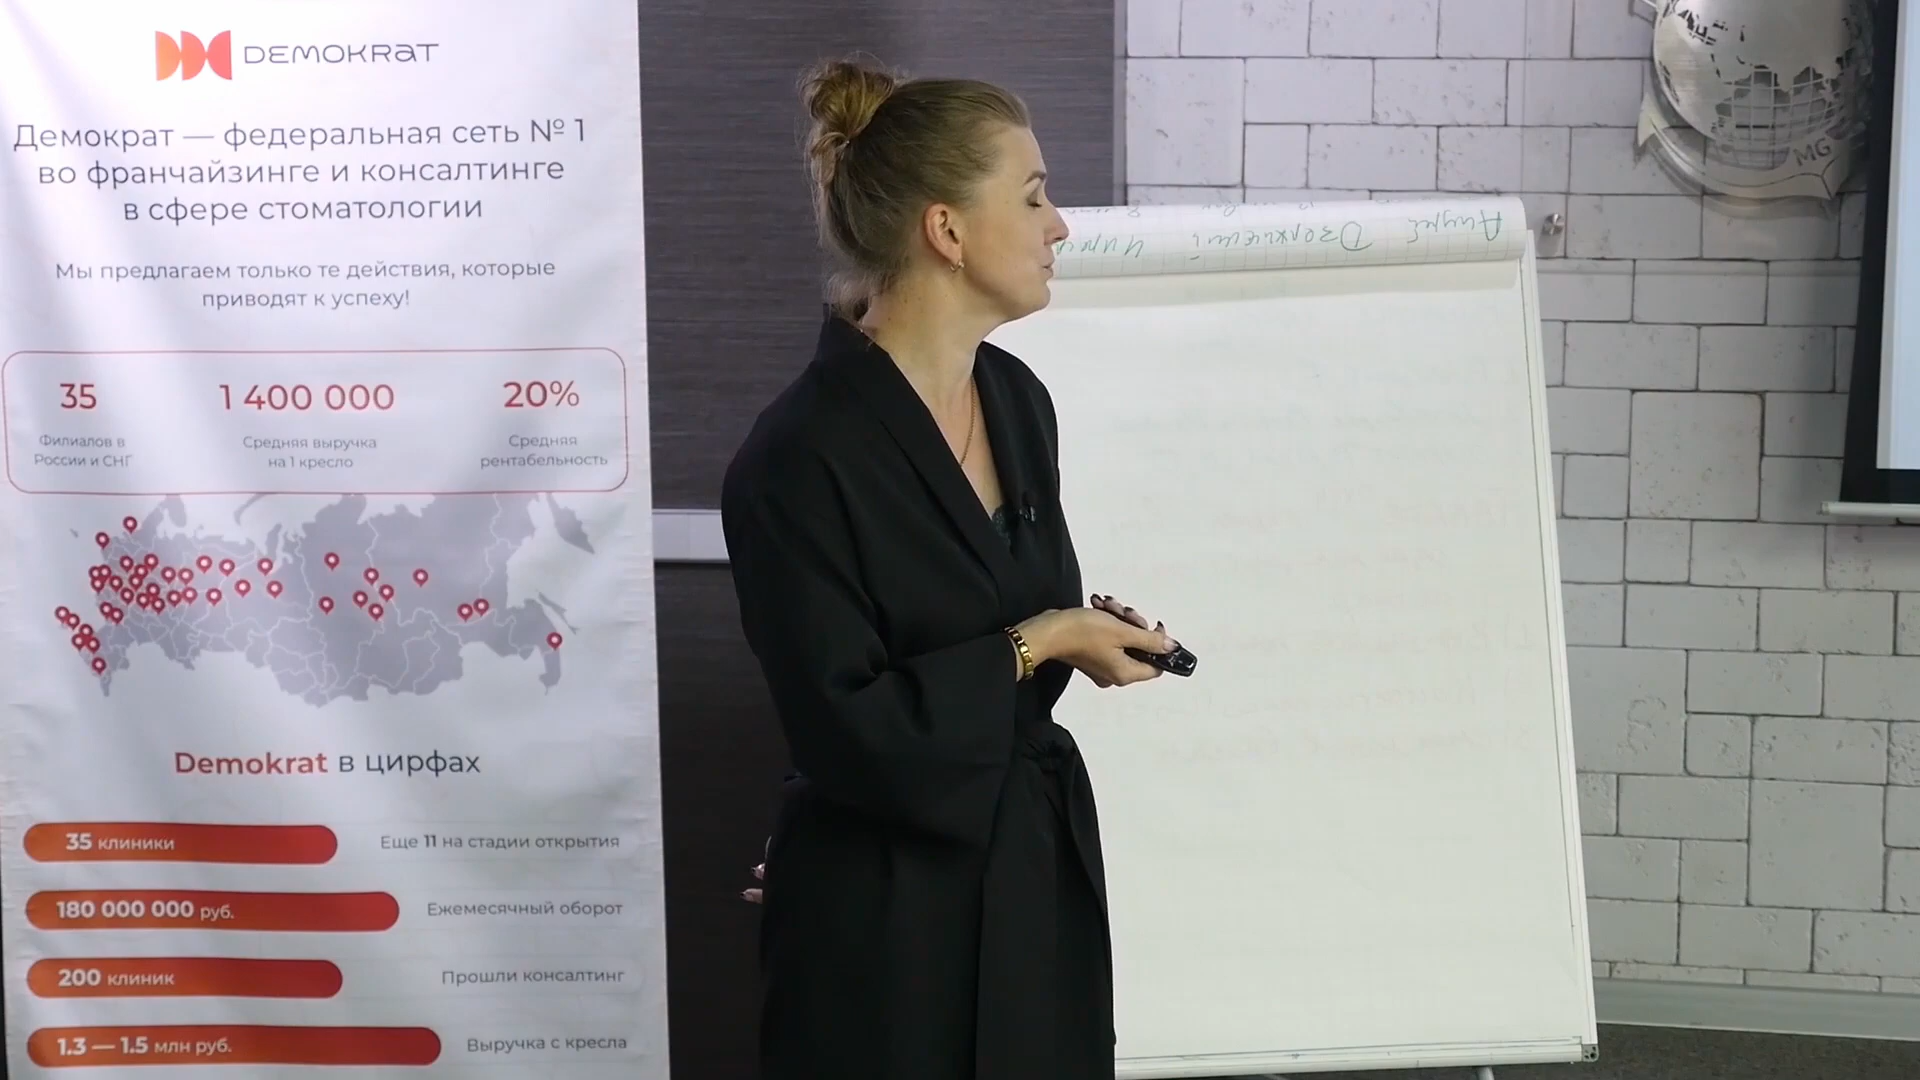 DEMOKRAT
Демократ — федеральная сеть № 1
во франчайзинге и консалтинге
в сфере стоматологии
Мы предлагаем только те действия, которые
приводят к успеху!
35
Филиалов в
России и СНГ
1 400 000
Средняя выручка
на 1 кресло
20%
Средняя
рентабельность
Demokrat в цирфах
35 клиники
Еще 11 на стадии открытия
180 000 000 руб.
Ежемесячный оборот
200 клиник
Прошли консалтинг
1.3 — 1.5 млн руб.
Выручка с кресла
MG